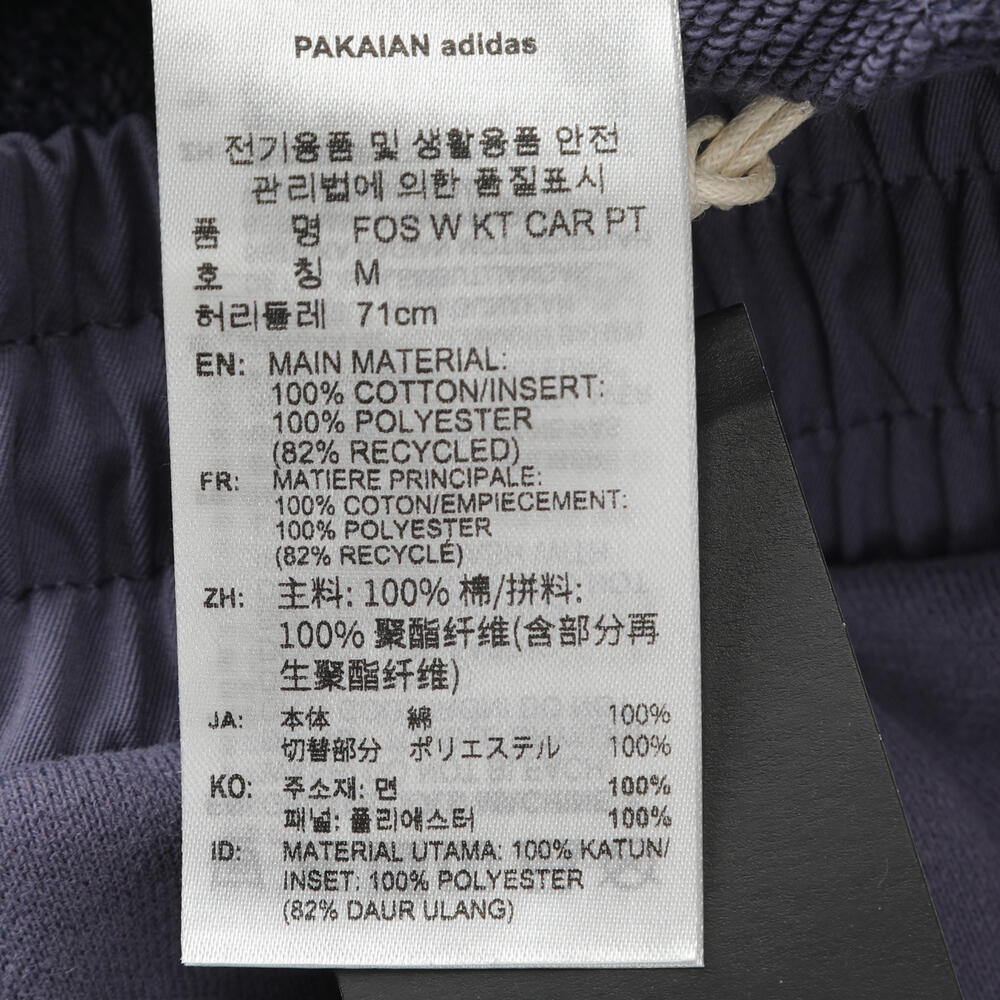 PAKAIAN adidas
전기용품 및 생활용품 안전
관리법에 의한 품질표시
품 명 FOS W KT CAR PT
호 칭 M
허리둘레 71cm
EN: MAIN MATERIAL:
100% COTTON/INSERT:
100% POLYESTER
(82% RECYCLED)
FR: MATIERE PRINCIPALE:
100% COTON/EMPIECEMENT:
100% POLYESTER
(82% RECYCLÉ)
ZH: 主料: 100% 棉/拼料:
100% 聚酯纤维(含部分再
生聚酯纤维)
JA: 本体 綿 100%
切替部分 ポリエステル 100%
KO: 주소재: 면 100%
패널: 폴리에스터 100%
ID: MATERIAL UTAMA: 100% KATUN/
INSET: 100% POLYESTER
(82% DAUR ULANG)